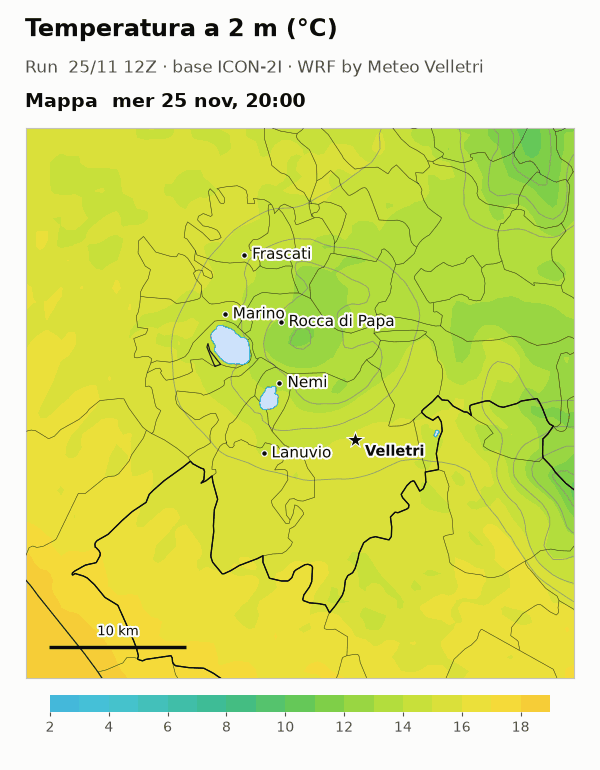 Temperatura a 2 m (°C)
Run  25/11 12Z · base ICON-2I · WRF by Meteo Velletri
Mappa  mer 25 nov, 20:00
Frascati
Marino
Rocca di Papa
Nemi
Velletri
Lanuvio
10 km
2 4 6 8 10 12 14 16 18